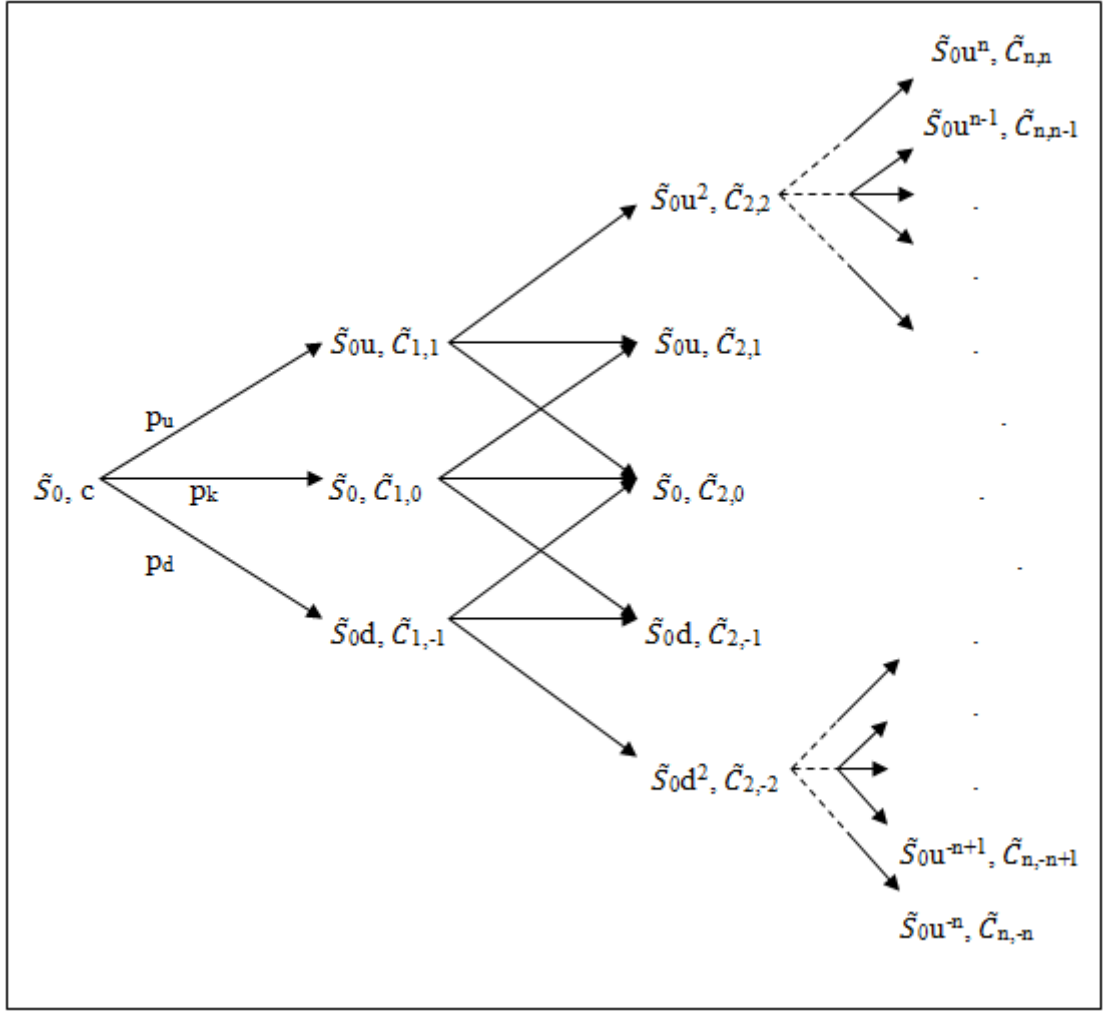 S̃₀uⁿ, C̃ₙ,ₙ
S̃₀uⁿ⁻¹, C̃ₙ,ₙ₋₁
S̃₀u², C̃₂,₂
S̃₀u, C̃₁,₁
S̃₀u, C̃₂,₁
pᵤ
S̃₀, c
pₖ
S̃₀, C̃₁,₀
S̃₀, C̃₂,₀
p_d
S̃₀d, C̃₁,₋₁
S̃₀d, C̃₂,₋₁
S̃₀d², C̃₂,₋₂
S̃₀u⁻ⁿ⁺¹, C̃ₙ,₋ₙ₊₁
S̃₀u⁻ⁿ, C̃ₙ,₋ₙ